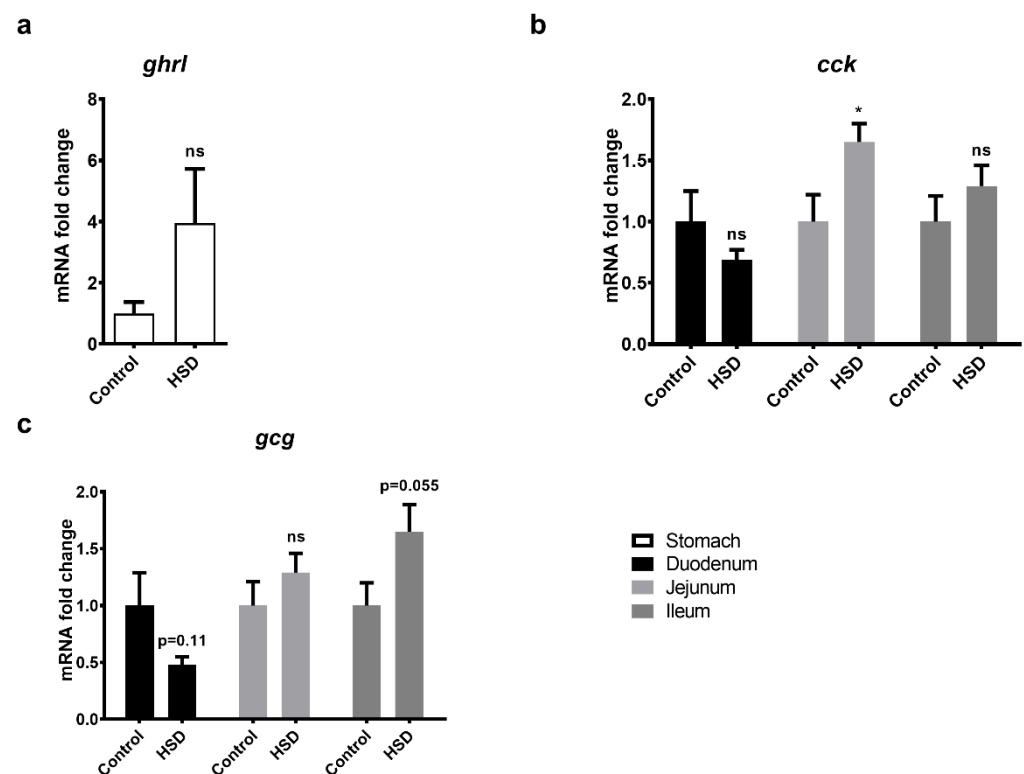 a
ghrl
mRNA fold change
8
6
4
2
0
ns
Control
HSD
b
cck
mRNA fold change
2.0
1.5
1.0
0.5
0.0
ns
*
ns
Control
HSD
Control
HSD
Control
HSD
c
gcg
mRNA fold change
2.0
1.5
1.0
0.5
0.0
p=0.11
ns
p=0.055
Control
HSD
Control
HSD
Control
HSD
Stomach
Duodenum
Jejunum
Ileum